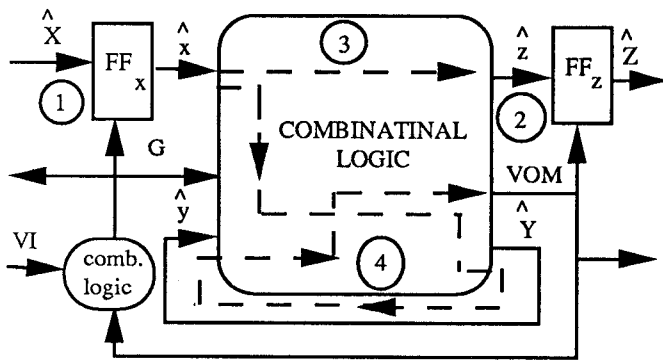 X̂
FF x
x̂
3
ẑ
FF z
Ẑ
1
2
COMBINATINAL
LOGIC
G
VOM
ŷ
Ŷ
VI
comb.
logic
4